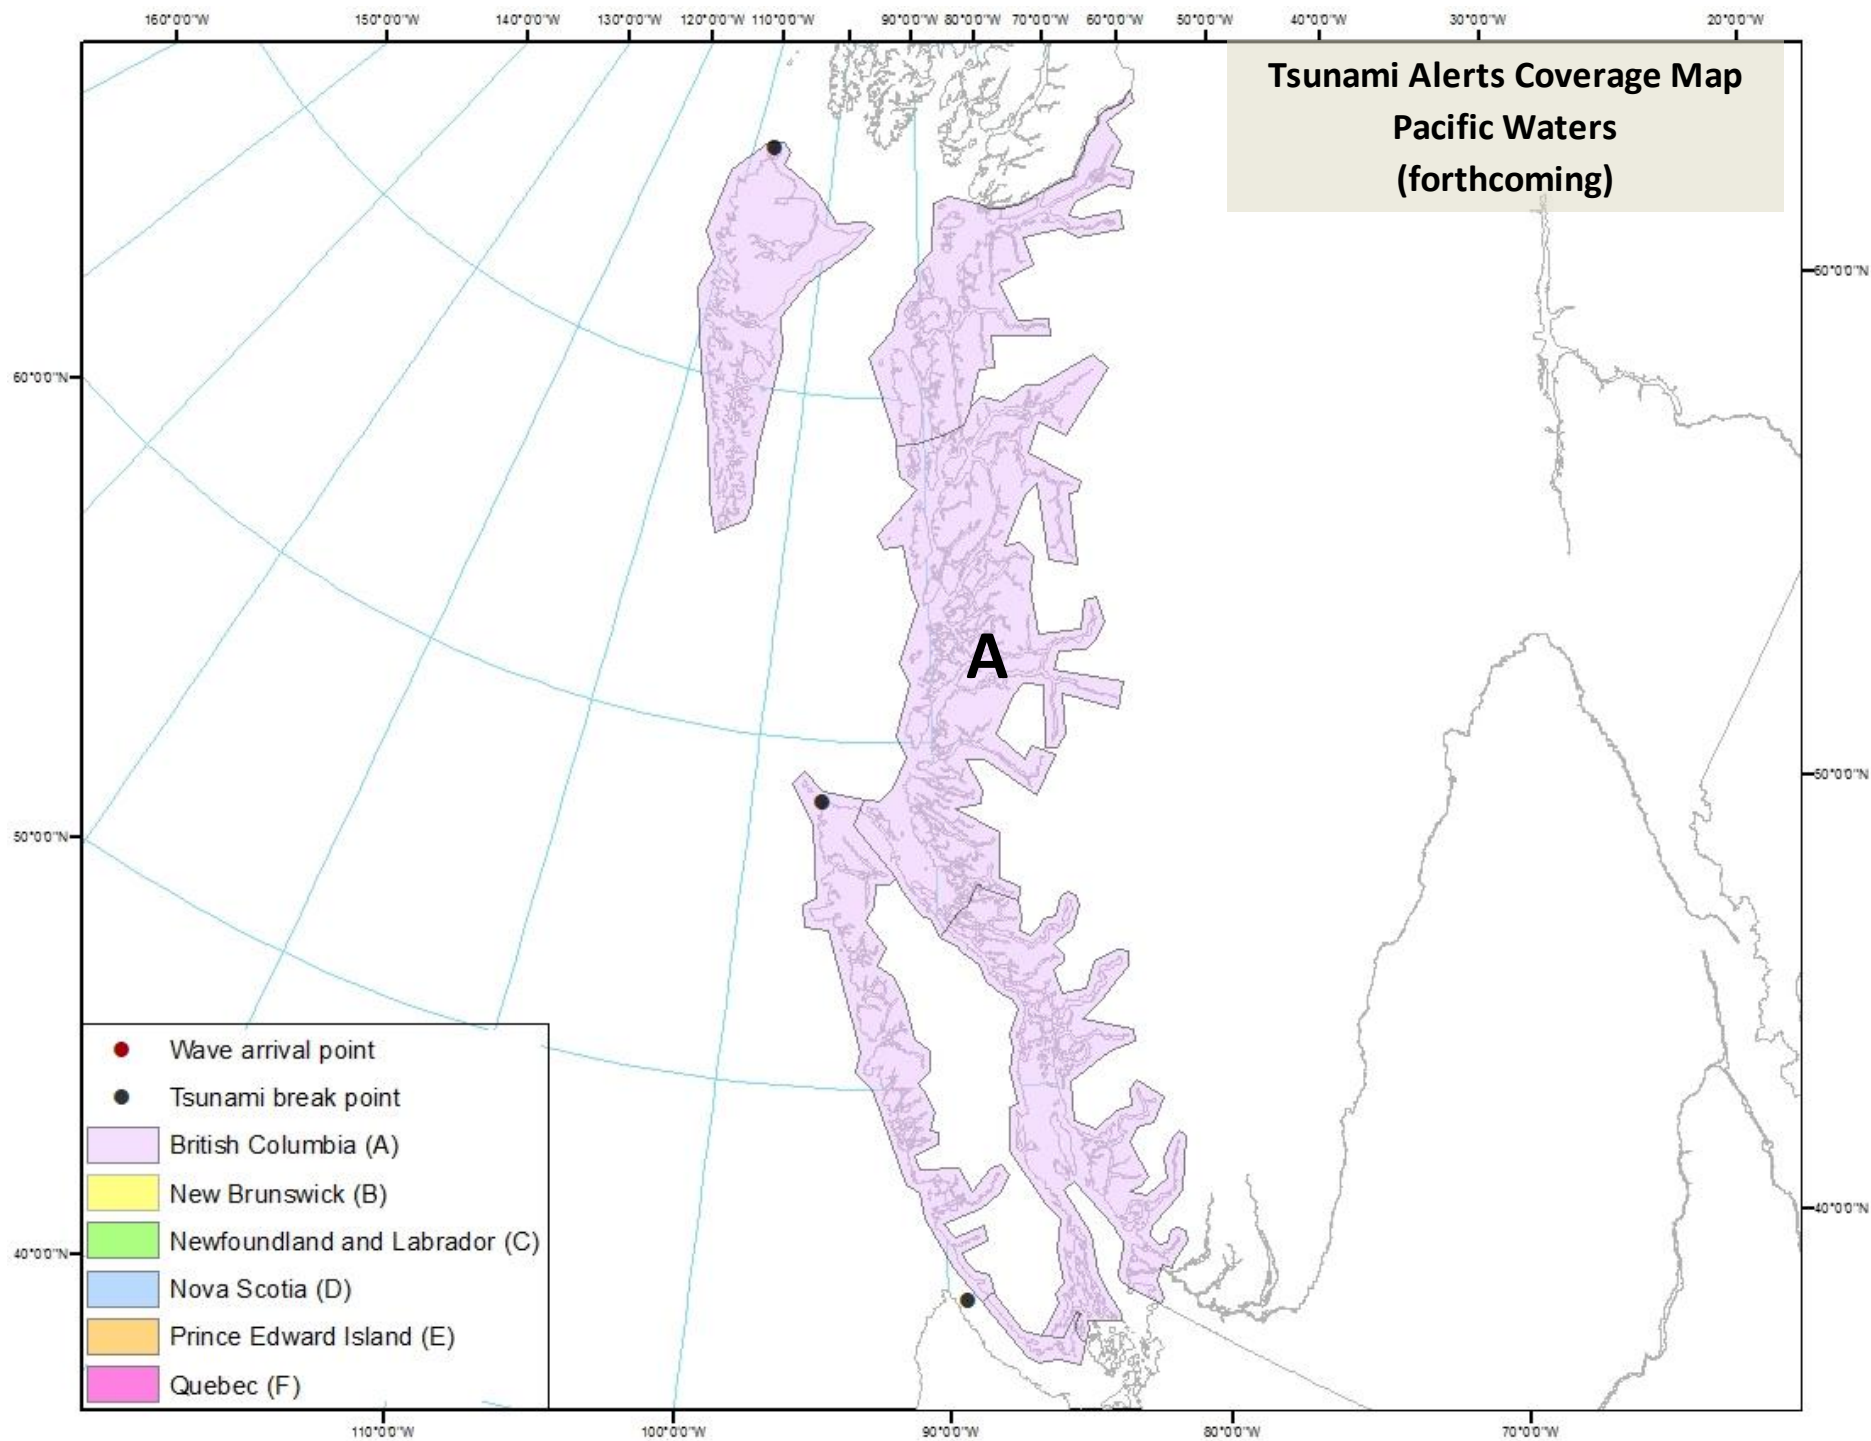 160°0'0"W 150°0'0"W 140°0'0"W 130°0'0"W 120°0'0"W 110°0'0"W 90°0'0"W 80°0'0"W 70°0'0"W 60°0'0"W 50°0'0"W 40°0'0"W 30°0'0"W 20°0'0"W
Tsunami Alerts Coverage Map
Pacific Waters
(forthcoming)
60°0'0"N
60°0'0"N
A
50°0'0"N
50°0'0"N
Wave arrival point
Tsunami break point
British Columbia (A)
New Brunswick (B)
40°0'0"N
Newfoundland and Labrador (C)
40°0'0"N
Nova Scotia (D)
Prince Edward Island (E)
Quebec (F)
110°0'0"W 100°0'0"W 90°0'0"W 80°0'0"W 70°0'0"W